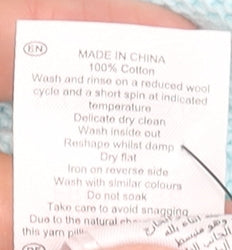 EN
MADE IN CHINA
100% Cotton
Wash and rinse on a reduced wool
cycle and a short spin at indicated
temperature
Delicate dry clean
Wash inside out
Reshape whilst damp
Dry flat
Iron on reverse side
Wash with similar colours
Do not soak
Take care to avoid snagging
Due to the natural
this yarn